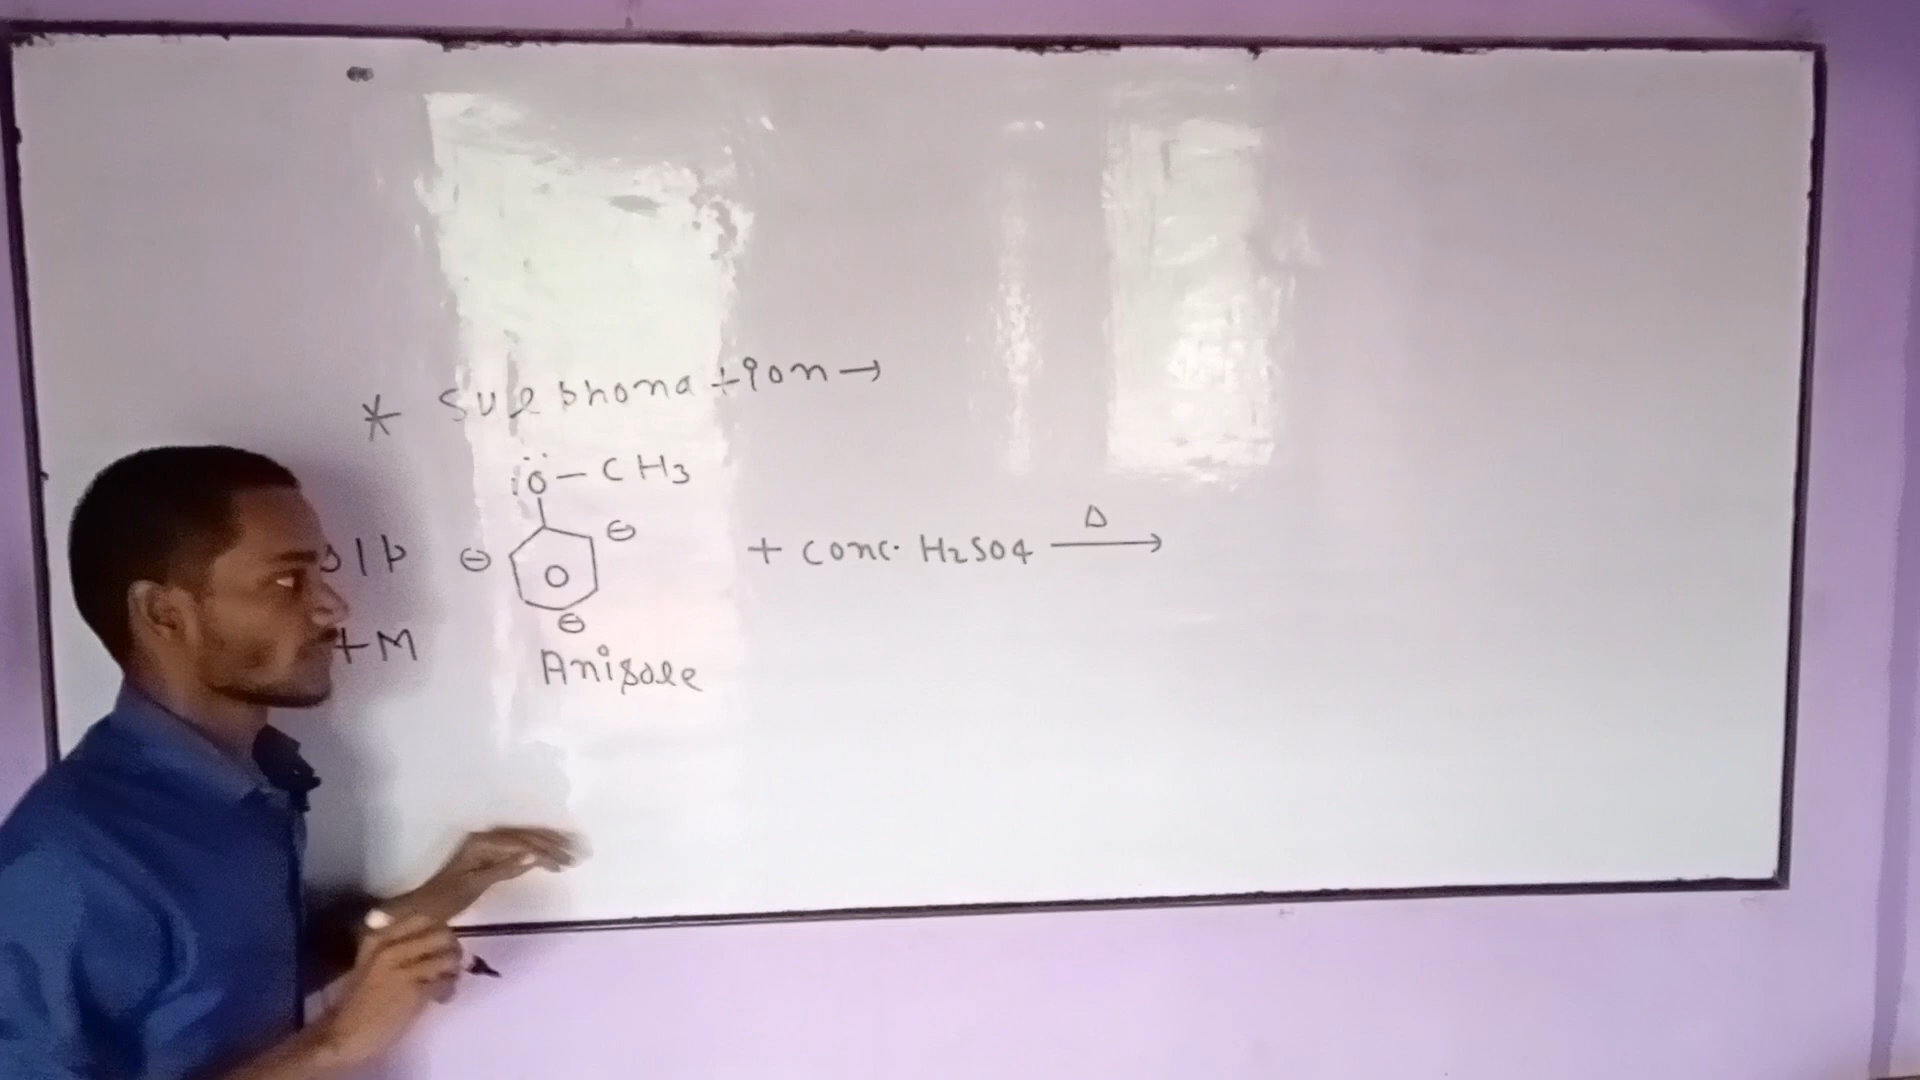 * Sulphonation →
:Ö-CH3
⊖
l b ⊖ + conc. H2SO4 Δ →
⊖
+M
Anisole